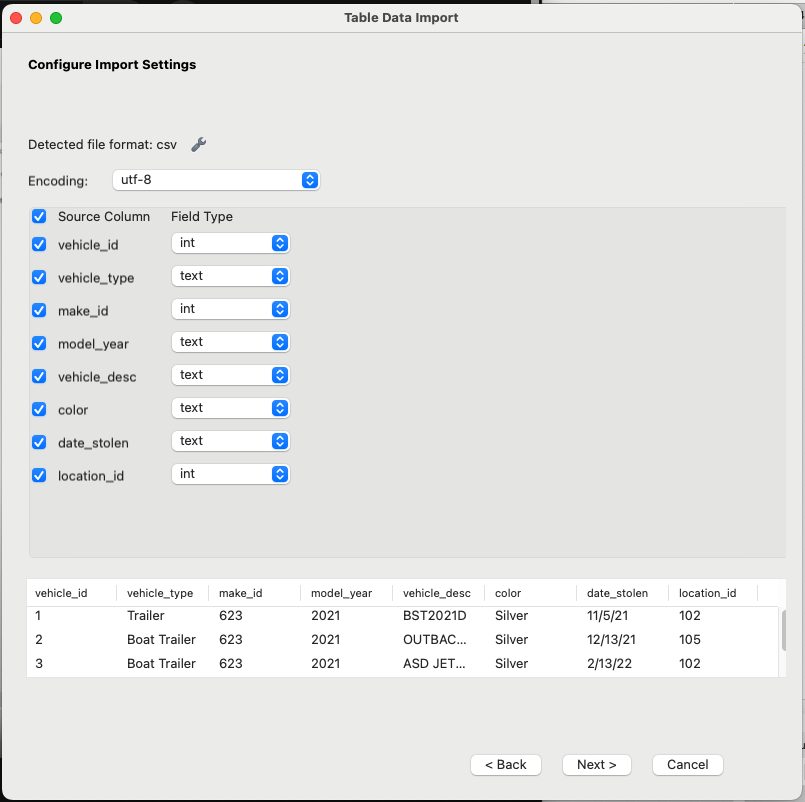 Table Data Import
Configure Import Settings
Detected file format: csv
Encoding: utf-8
Source Column Field Type
vehicle_id int
vehicle_type text
make_id int
model_year text
vehicle_desc text
color text
date_stolen text
location_id int
vehicle_id vehicle_type make_id model_year vehicle_desc color date_stolen location_id
1 Trailer 623 2021 BST2021D Silver 11/5/21 102
2 Boat Trailer 623 2021 OUTBAC... Silver 12/13/21 105
3 Boat Trailer 623 2021 ASD JET... Silver 2/13/22 102
< Back Next > Cancel